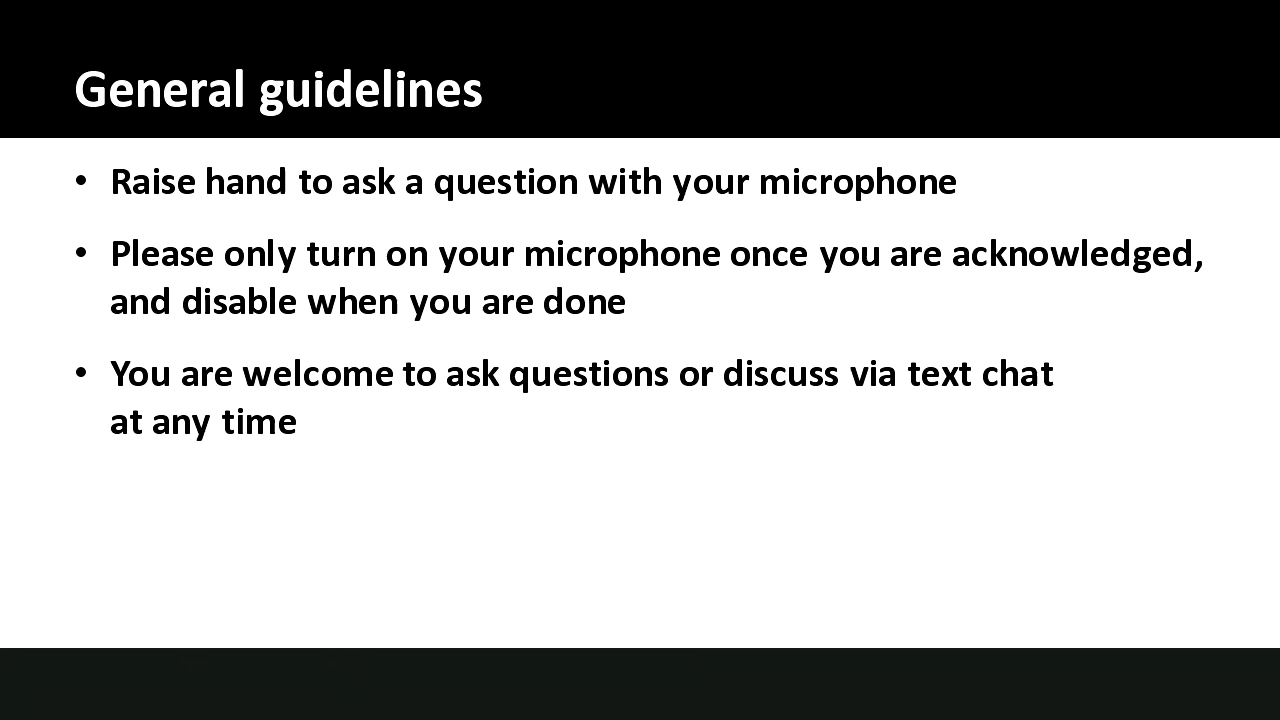 General guidelines
• Raise hand to ask a question with your microphone
• Please only turn on your microphone once you are acknowledged,
and disable when you are done
• You are welcome to ask questions or discuss via text chat
at any time